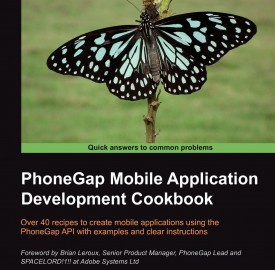 Quick answers to common problems
PhoneGap Mobile Application
Development Cookbook
Over 40 recipes to create mobile applications using the
PhoneGap API with examples and clear instructions
Foreword by Brian Leroux, Senior Product Manager, PhoneGap Lead and
SPACELORD!1!! at Adobe Systems Ltd